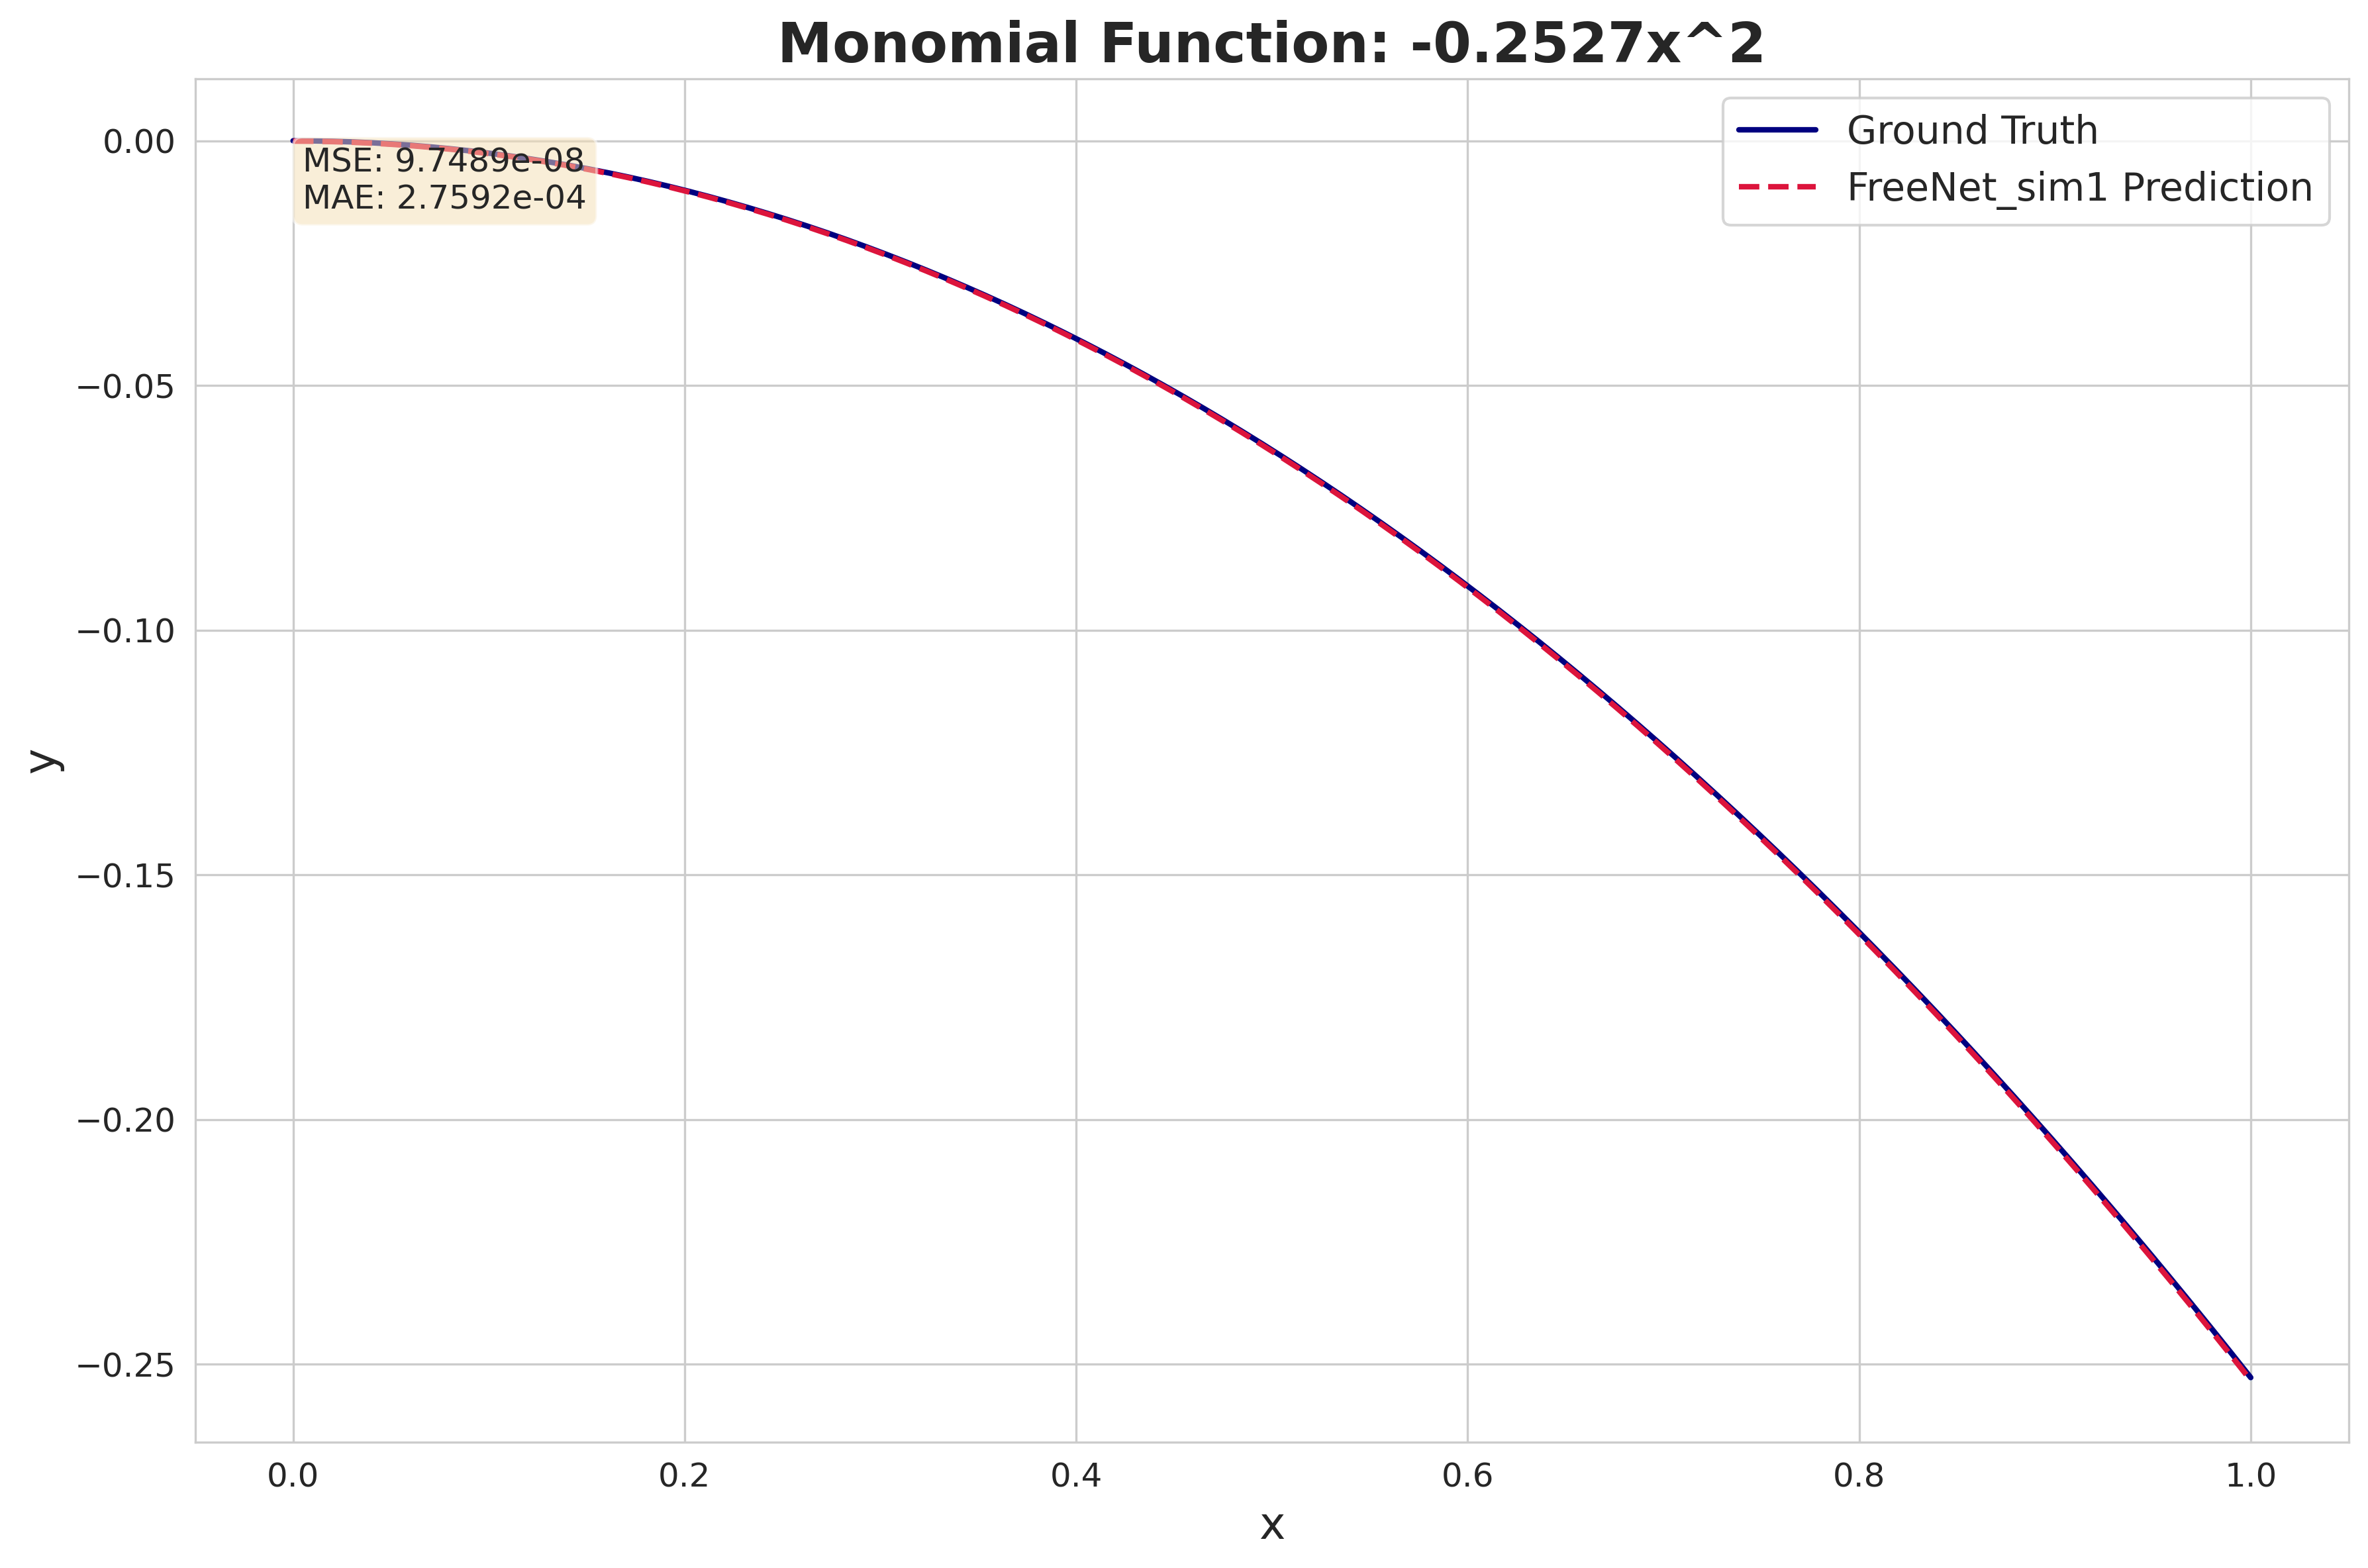 Monomial Function: -0.2527x^2
Ground Truth
FreeNet_sim1 Prediction
MSE: 9.7489e-08
MAE: 2.7592e-04
0.00
−0.05
−0.10
−0.15
−0.20
−0.25
y
0.0
0.2
0.4
0.6
0.8
1.0
x